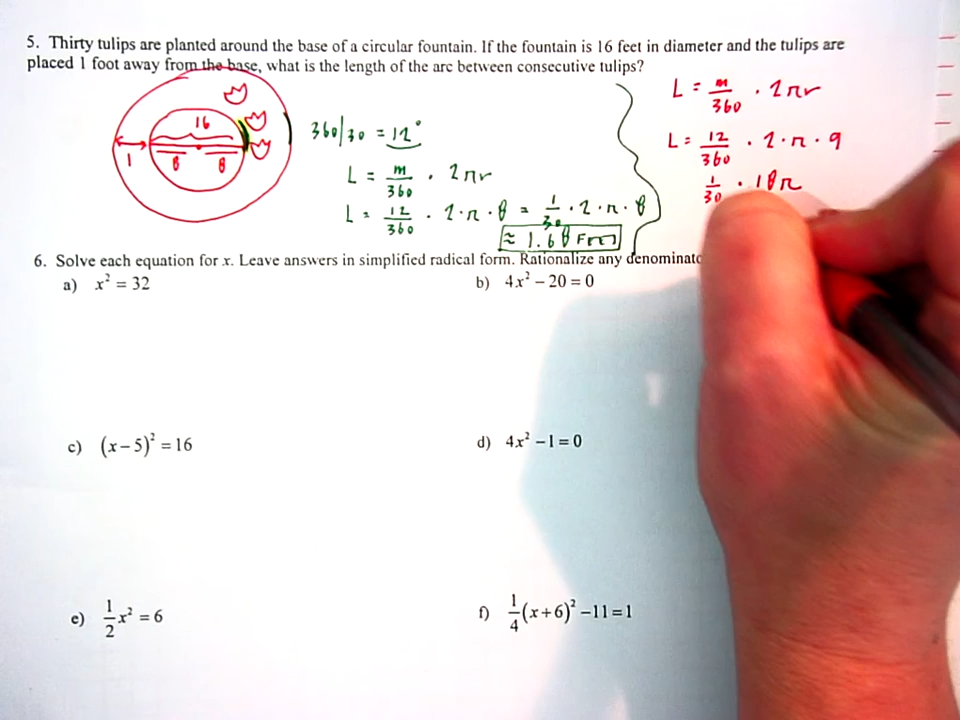 5. Thirty tulips are planted around the base of a circular fountain. If the fountain is 16 feet in diameter and the tulips are
placed 1 foot away from the base, what is the length of the arc between consecutive tulips?
16
1
8 8
360/30 = 12°
L = m/360 · 2πr
L = 12/360 · 2·π·8 = 1/30 · 2·π·8
≈ 1.68 FEET
L = m/360 · 2πr
L = 12/360 · 2·π·9
1/30 · 18π
6. Solve each equation for x. Leave answers in simplified radical form. Rationalize any
a) x² = 32
b) 4x² – 20 = 0
c) (x – 5)² = 16
d) 4x² – 1 = 0
e) 1/2 x² = 6
f) 1/4 (x+6)² – 11 = 1